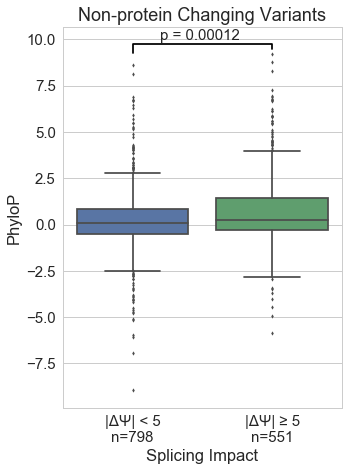 Non-protein Changing Variants
p = 0.00012
10.0
7.5
5.0
2.5
0.0
−2.5
−5.0
−7.5
PhyloP
|ΔΨ| < 5 |ΔΨ| ≥ 5
n=798 n=551
Splicing Impact